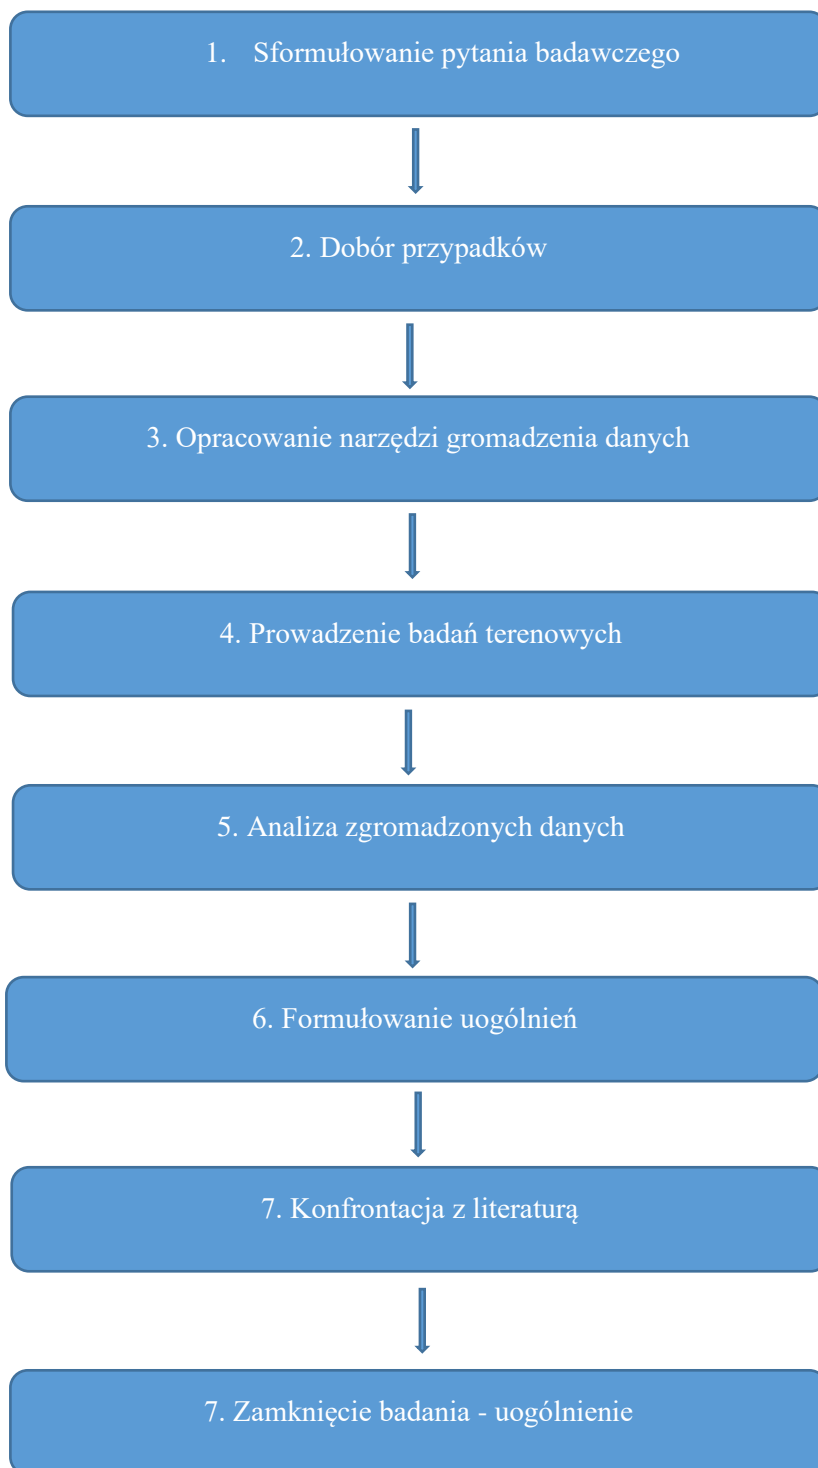 1. Sformułowanie pytania badawczego
2. Dobór przypadków
3. Opracowanie narzędzi gromadzenia danych
4. Prowadzenie badań terenowych
5. Analiza zgromadzonych danych
6. Formułowanie uogólnień
7. Konfrontacja z literaturą
7. Zamknięcie badania - uogólnienie